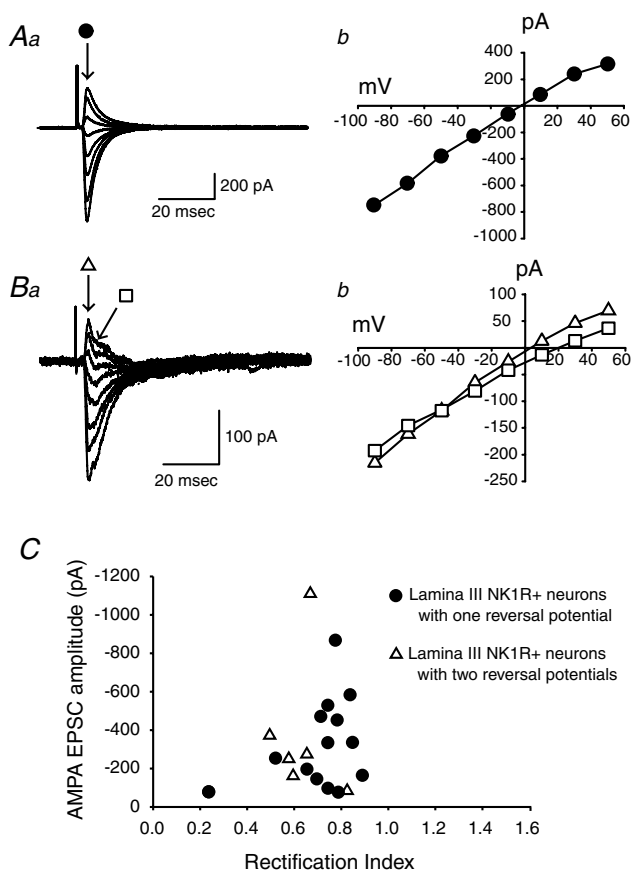 Aa
200 pA
20 msec
b
pA
mV
400
200
-100 -80 -60 -40 -20 0 20 40 60
-200
-400
-600
-800
-1000
Ba
100 pA
20 msec
b
pA
mV
100
50
-100 -80 -60 -40 -20 0 20 40 60
-50
-100
-150
-200
-250
C
AMPA EPSC amplitude (pA)
-1200
-1000
-800
-600
-400
-200
0
0.0 0.2 0.4 0.6 0.8 1.0 1.2 1.4 1.6
Rectification Index
Lamina III NK1R+ neurons
with one reversal potential
Lamina III NK1R+ neurons
with two reversal potentials